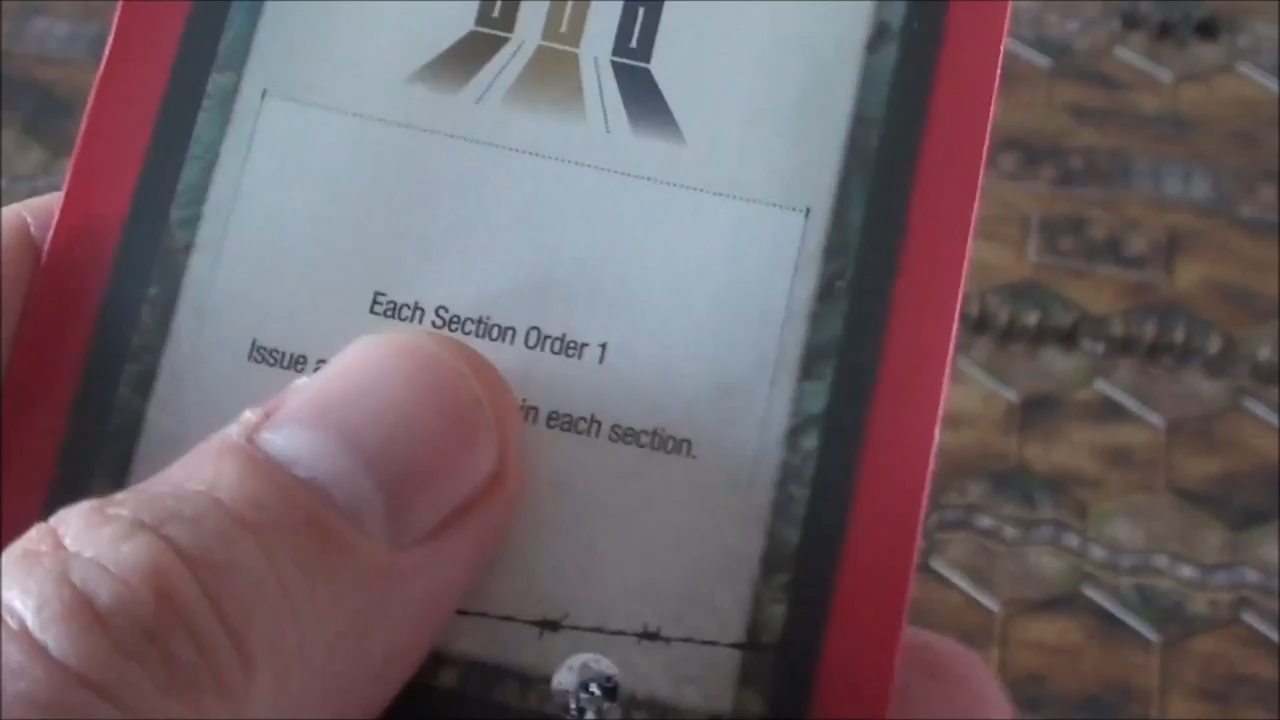 Each Section Order 1
Issue
in each section.